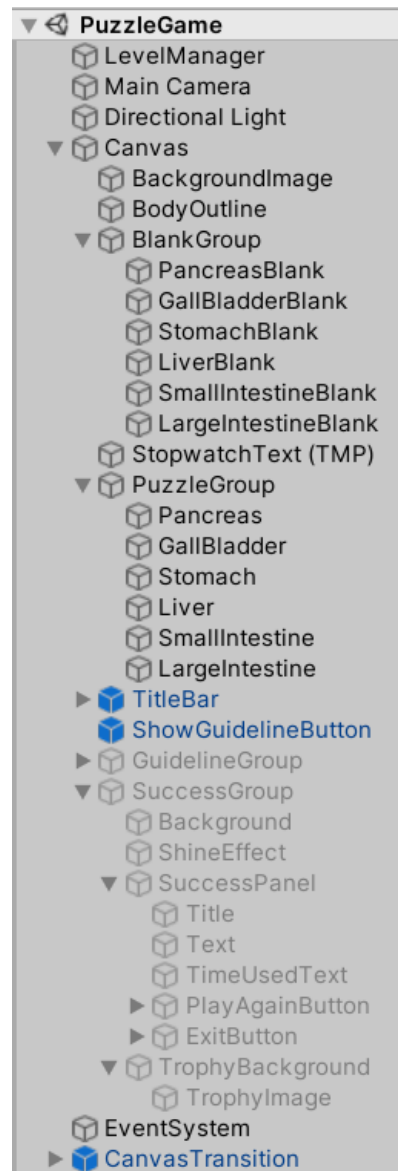 PuzzleGame
LevelManager
Main Camera
Directional Light
Canvas
BackgroundImage
BodyOutline
BlankGroup
PancreasBlank
GallBladderBlank
StomachBlank
LiverBlank
SmallIntestineBlank
LargeIntestineBlank
StopwatchText (TMP)
PuzzleGroup
Pancreas
GallBladder
Stomach
Liver
SmallIntestine
LargeIntestine
TitleBar
ShowGuidelineButton
GuidelineGroup
SuccessGroup
Background
ShineEffect
SuccessPanel
Title
Text
TimeUsedText
PlayAgainButton
ExitButton
TrophyBackground
TrophyImage
EventSystem
CanvasTransition